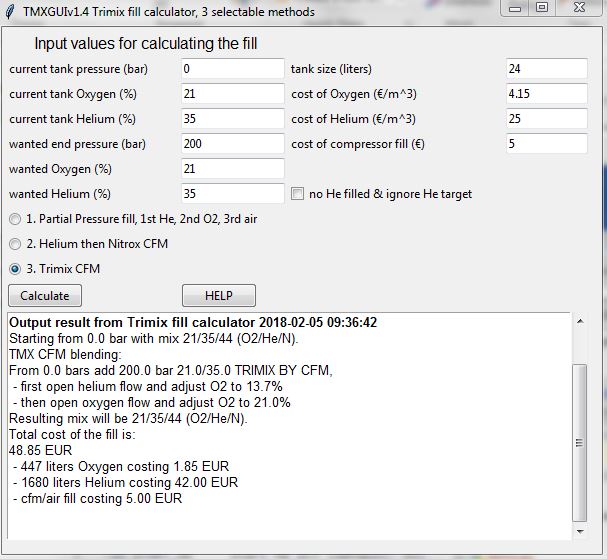 TMXGUIv1.4 Trimix fill calculator, 3 selectable methods
Input values for calculating the fill
current tank pressure (bar) 0 tank size (liters) 24
current tank Oxygen (%) 21 cost of Oxygen (€/m^3) 4.15
current tank Helium (%) 35 cost of Helium (€/m^3) 25
wanted end pressure (bar) 200 cost of compressor fill (€) 5
wanted Oxygen (%) 21
wanted Helium (%) 35 no He filled & ignore He target
1. Partial Pressure fill, 1st He, 2nd O2, 3rd air
2. Helium then Nitrox CFM
3. Trimix CFM
Calculate HELP
Output result from Trimix fill calculator 2018-02-05 09:36:42
Starting from 0.0 bar with mix 21/35/44 (O2/He/N).
TMX CFM blending:
From 0.0 bars add 200.0 bar 21.0/35.0 TRIMIX BY CFM,
- first open helium flow and adjust O2 to 13.7%
- then open oxygen flow and adjust O2 to 21.0%
Resulting mix will be 21/35/44 (O2/He/N).
Total cost of the fill is:
48.85 EUR
- 447 liters Oxygen costing 1.85 EUR
- 1680 liters Helium costing 42.00 EUR
- cfm/air fill costing 5.00 EUR